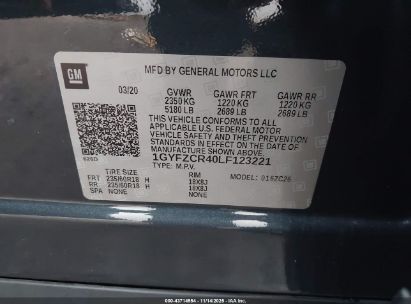 GM
MFD BY GENERAL MOTORS LLC
03/20 GVWR GAWR FRT GAWR RR
2350 KG 1220 KG 1220 KG
5180 LB 2689 LB 2689 LB
THIS VEHICLE CONFORMS TO ALL
APPLICABLE U.S. FEDERAL MOTOR
VEHICLE SAFETY AND THEFT PREVENTION
STANDARDS IN EFFECT ON THE DATE OF
MANUFACTURE SHOWN ABOVE
1GYFZCR40LF123221
TYPE: M.P.V.
TIRE SIZE RIM
FRT 235/60R18 H 18X8J
RR 235/60R18 H 18X8J
SPA NONE NONE
MODEL:
11/14/2025